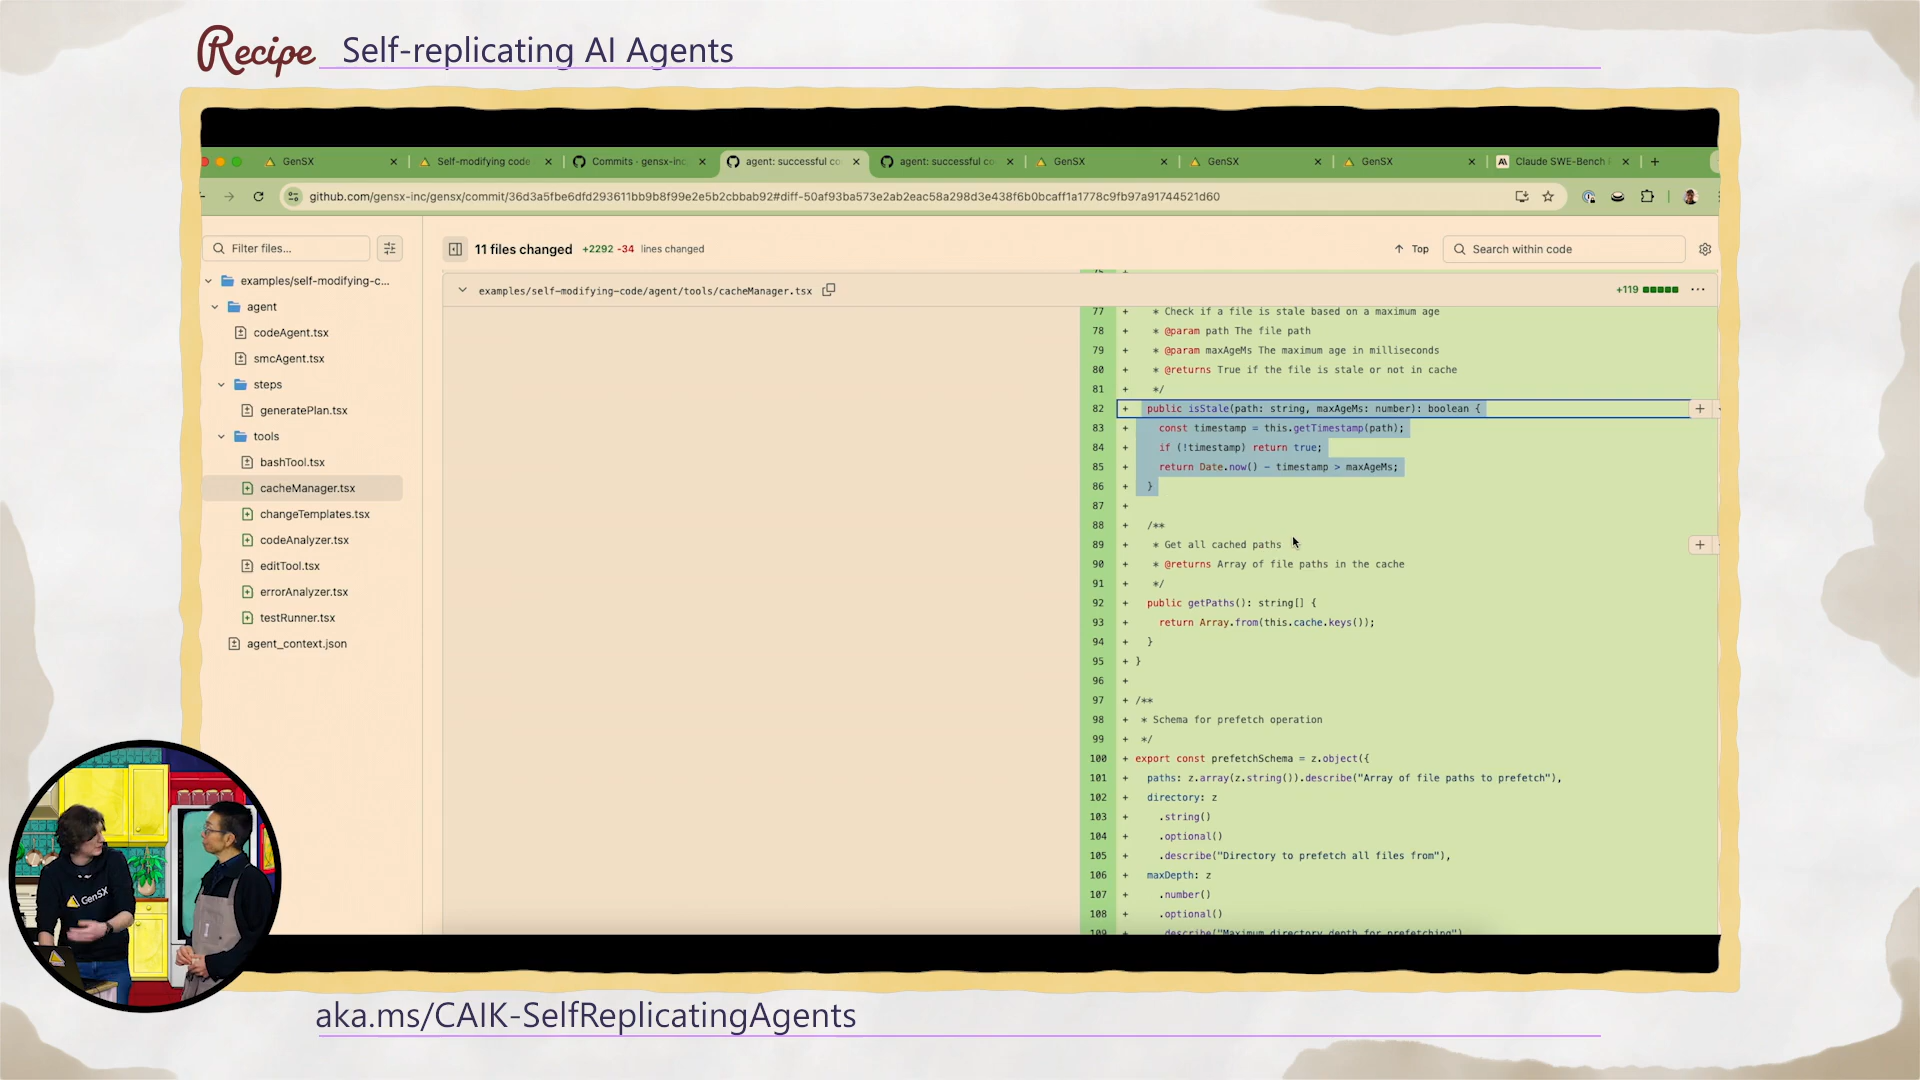 Recipe Self-replicating AI Agents
GenSX
Self-modifying code
Commits · gensx-inc
agent: successful co
agent: successful co
GenSX
GenSX
GenSX
Claude SWE-Bench
github.com/gensx-inc/gensx/commit/36d3a5fbe6dfd293611bb9b8f99e2e5b2cbbab92#diff-50af93ba573e2ab2eac58a298d3e438f6b0bcaff1a1778c9fb97a91744521d60
Filter files...
11 files changed +2292 -34 lines changed
Top
Search within code
examples/self-modifying-c...
agent
codeAgent.tsx
smcAgent.tsx
steps
generatePlan.tsx
tools
bashTool.tsx
cacheManager.tsx
changeTemplates.tsx
codeAnalyzer.tsx
editTool.tsx
errorAnalyzer.tsx
testRunner.tsx
agent_context.json
examples/self-modifying-code/agent/tools/cacheManager.tsx
+119
77 + * Check if a file is stale based on a maximum age
78 + * @param path The file path
79 + * @param maxAgeMs The maximum age in milliseconds
80 + * @returns True if the file is stale or not in cache
81 + */
82 + public isStale(path: string, maxAgeMs: number): boolean {
83 + const timestamp = this.getTimestamp(path);
84 + if (!timestamp) return true;
85 + return Date.now() - timestamp > maxAgeMs;
86 + }
87 +
88 + /**
89 + * Get all cached paths
90 + * @returns Array of file paths in the cache
91 + */
92 + public getPaths(): string[] {
93 + return Array.from(this.cache.keys());
94 + }
95 + }
96 +
97 + /**
98 + * Schema for prefetch operation
99 + */
100 + export const prefetchSchema = z.object({
101 + paths: z.array(z.string()).describe("Array of file paths to prefetch"),
102 + directory: z
103 + .string()
104 + .optional()
105 + .describe("Directory to prefetch all files from"),
106 + maxDepth: z
107 + .number()
108 + .optional()
109 .describe("Maximum directory depth for prefetching")
GenSX
aka.ms/CAIK-SelfReplicatingAgents